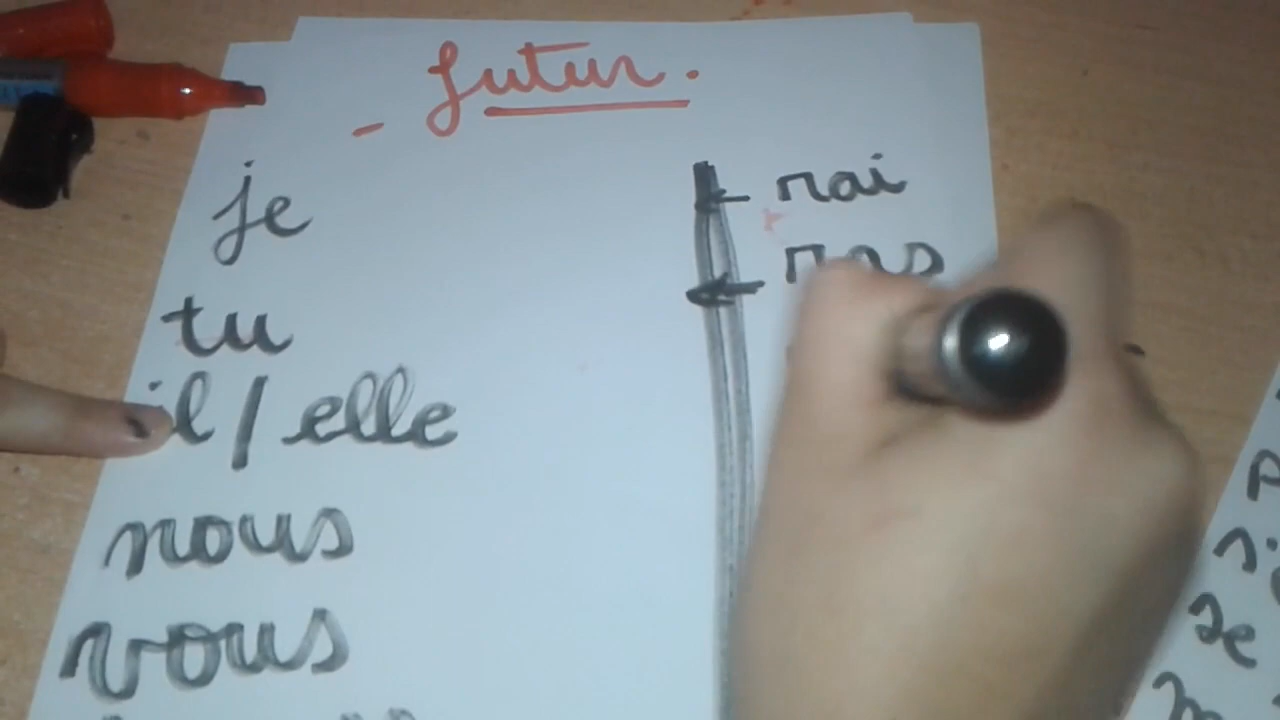 - futur.
je - rai
tu - ras
il/elle
nous
vous